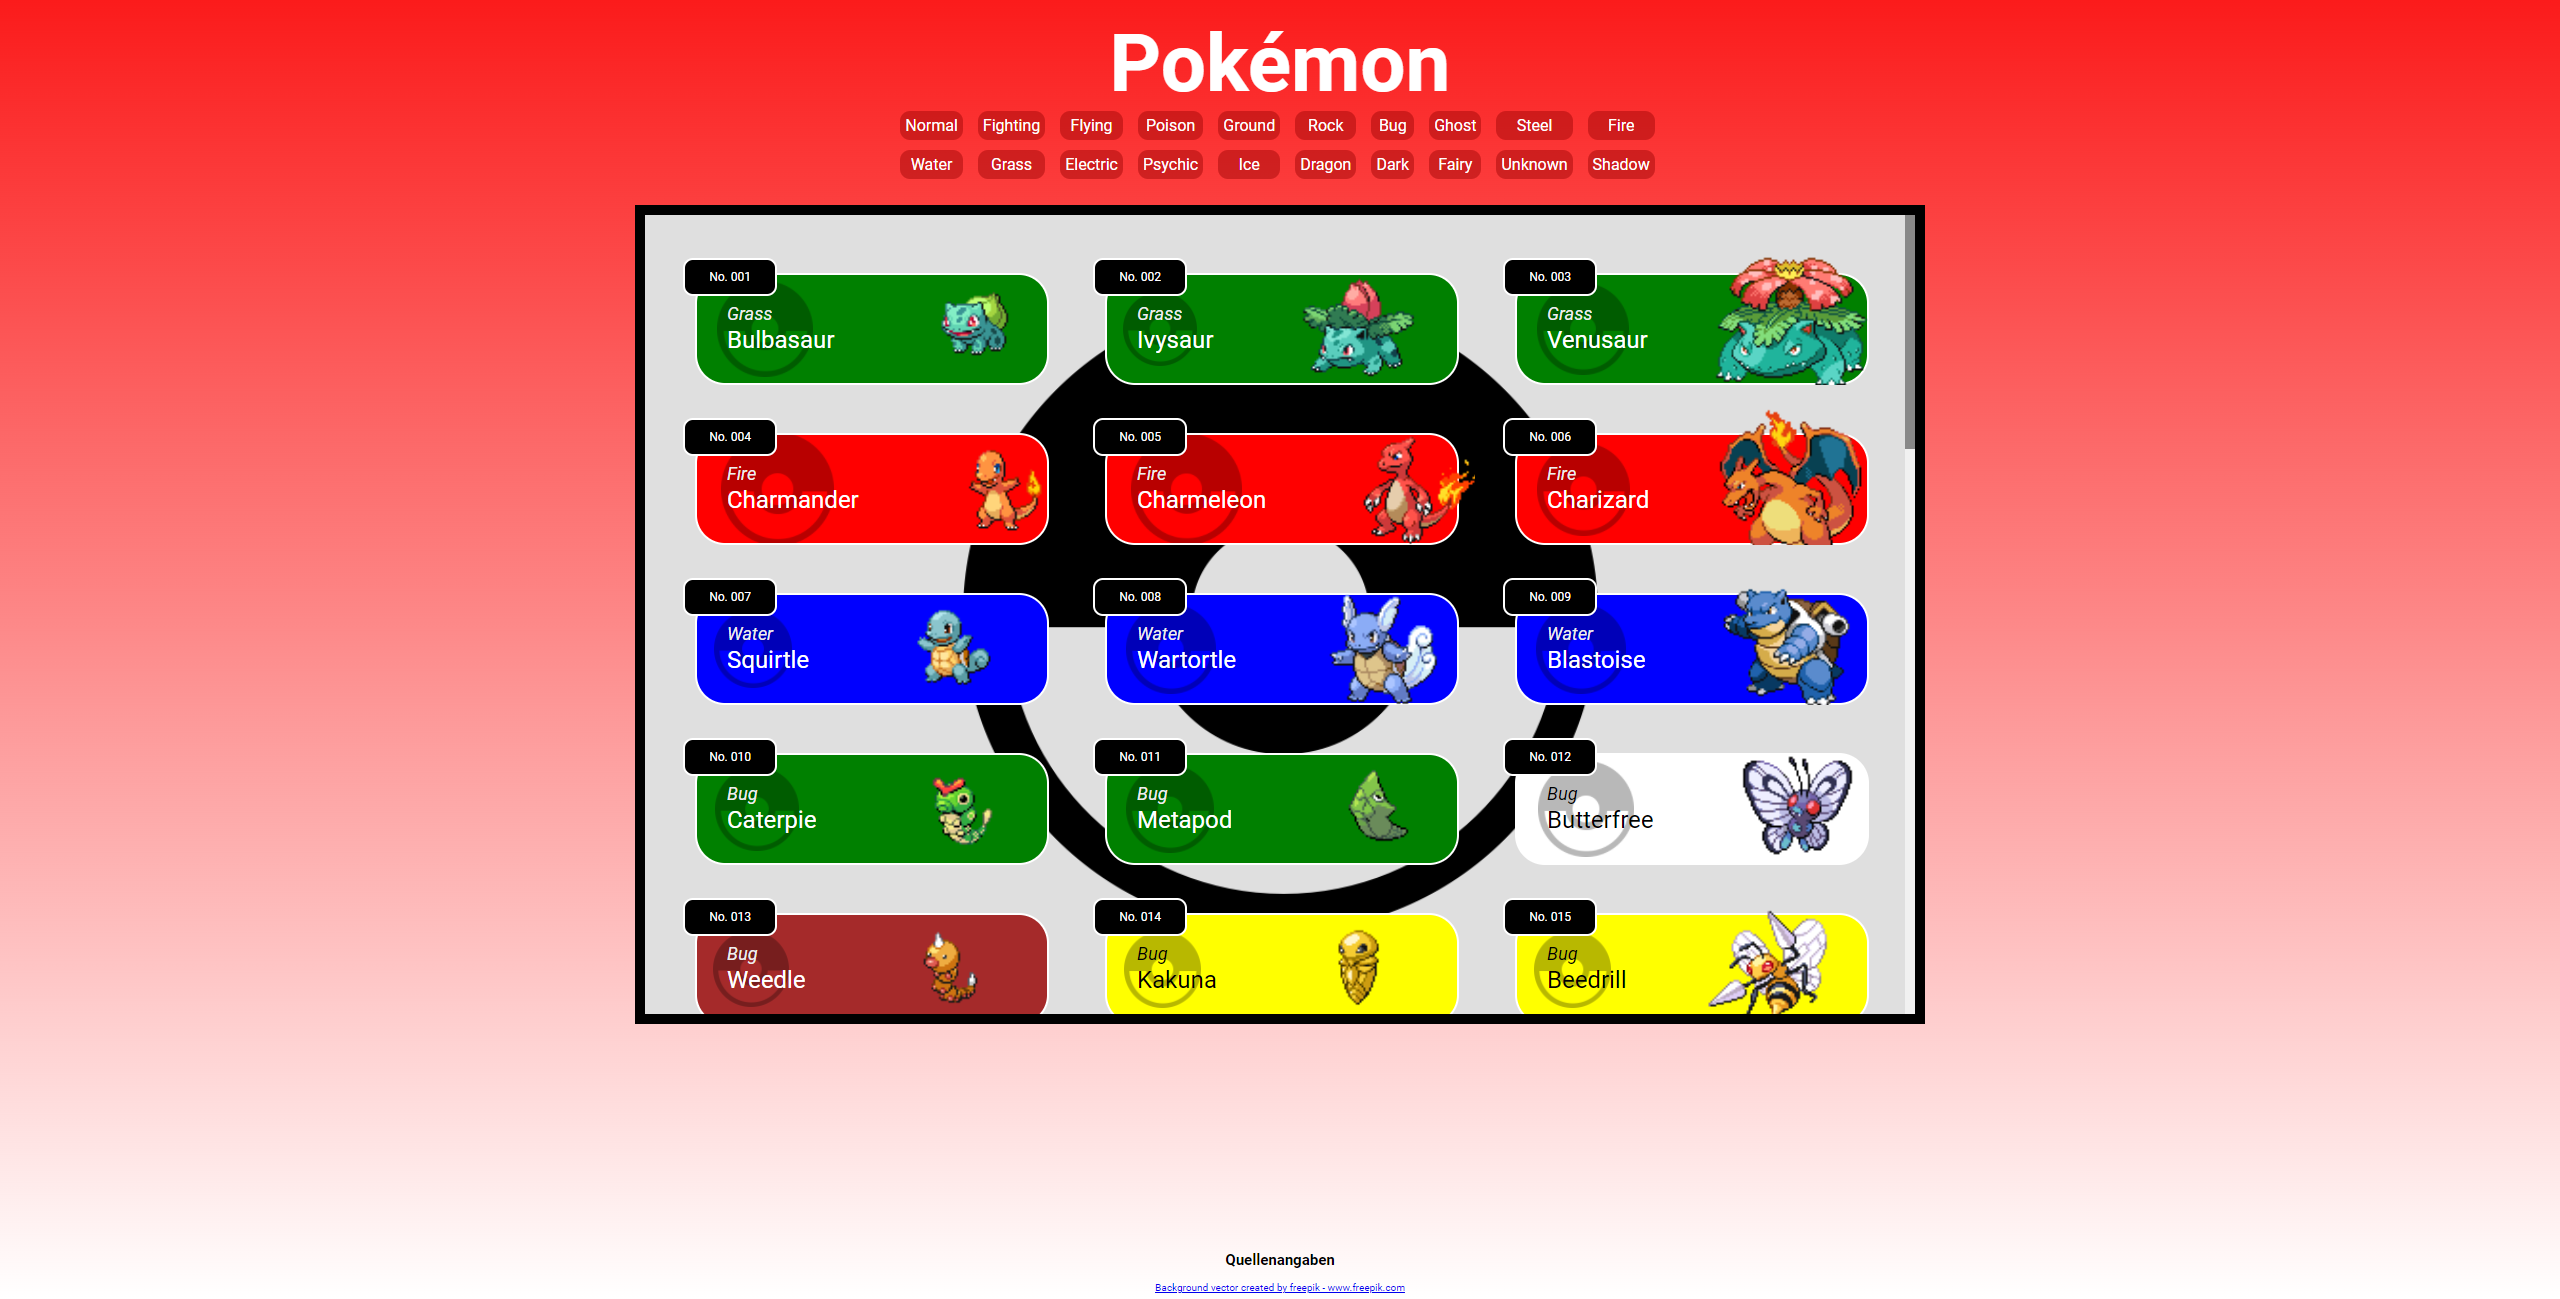 Pokémon
Normal Fighting Flying Poison Ground Rock Bug Ghost Steel Fire
Water Grass Electric Psychic Ice Dragon Dark Fairy Unknown Shadow
No. 001
Grass
Bulbasaur
No. 002
Grass
Ivysaur
No. 003
Grass
Venusaur
No. 004
Fire
Charmander
No. 005
Fire
Charmeleon
No. 006
Fire
Charizard
No. 007
Water
Squirtle
No. 008
Water
Wartortle
No. 009
Water
Blastoise
No. 010
Bug
Caterpie
No. 011
Bug
Metapod
No. 012
Bug
Butterfree
No. 013
Bug
Weedle
No. 014
Bug
Kakuna
No. 015
Bug
Beedrill
Quellenangaben
Background vector created by freepik - www.freepik.com